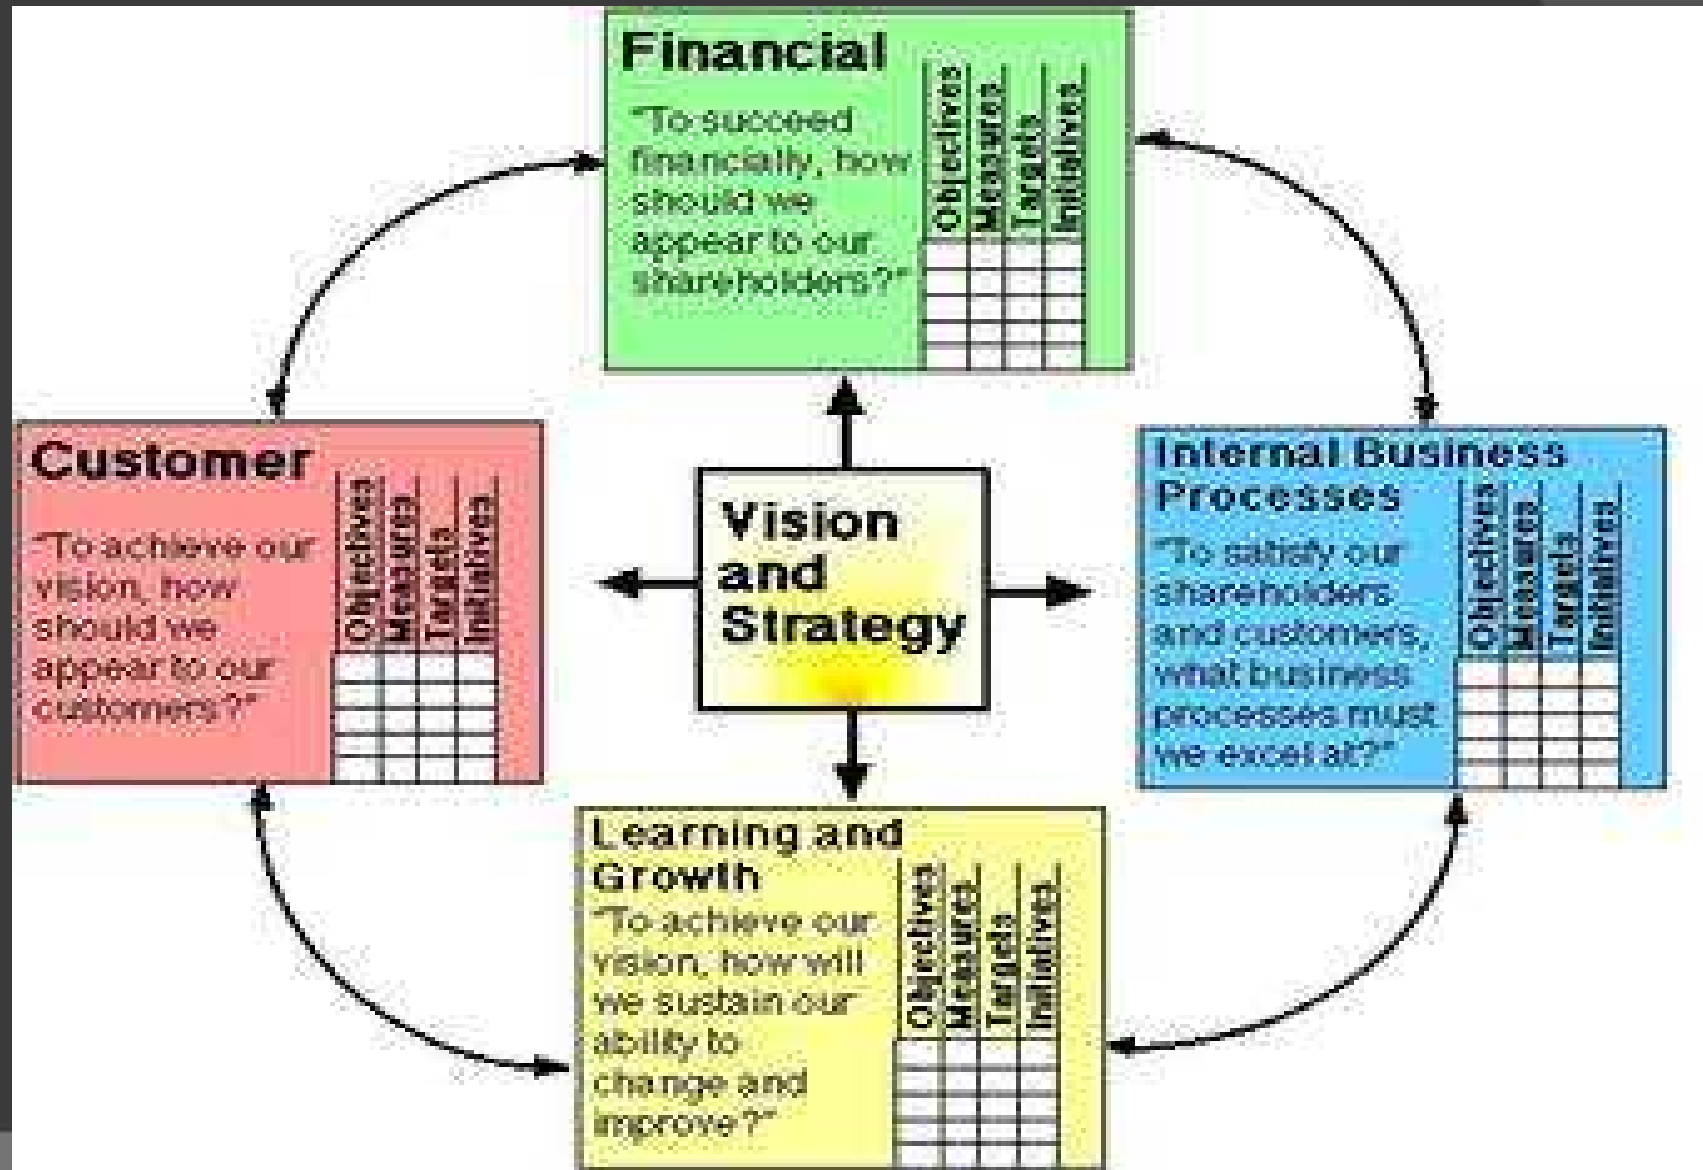 Financial
"To succeed
financially, how
should we
appear to our
shareholders?"
Objectives
Measures
Targets
Initiatives
Customer
"To achieve our
vision, how
should we
appear to our
customers?"
Objectives
Measures
Targets
Initiatives
Vision
and
Strategy
Internal Business
Processes
"To satisfy our
shareholders
and customers,
what business
processes must
we excel at?"
Objectives
Measures
Targets
Initiatives
Learning and
Growth
"To achieve our
vision, how will
we sustain our
ability to
change and
improve?"
Objectives
Measures
Targets
Initiatives